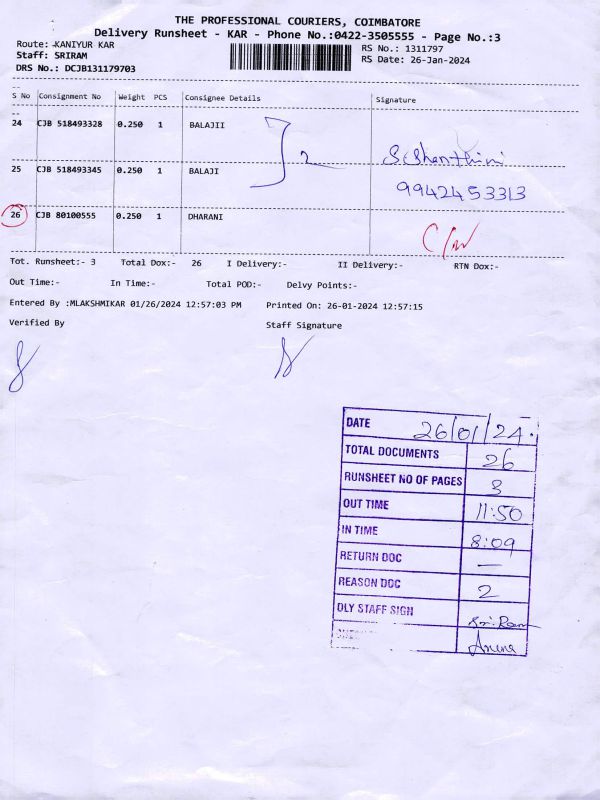 THE PROFESSIONAL COURIERS, COIMBATORE
Delivery Runsheet - KAR - Phone No.:0422-3505555 - Page No.:3
Route: KANIYUR KAR
RS No.: 1311797
Staff: SRIRAM
RS Date: 26-Jan-2024
DRS No.: DCJB131179703
S No Consignment No Weight PCS Consignee Details Signature
24 CJB 518493328 0.250 1 BALAJII
2
S.Shanthini
25 CJB 518493345 0.250 1 BALAJI
9942453313
26 CJB 80100555 0.250 1 DHARANI
Tot. Runsheet:- 3 Total Dox:- 26 I Delivery:- II Delivery:- RTN Dox:-
Out Time:- In Time:- Total POD:- Delvy Points:-
Entered By :MLAKSHMIKAR 01/26/2024 12:57:03 PM Printed On: 26-01-2024 12:57:15
Verified By Staff Signature
DATE 26/01/24.
TOTAL DOCUMENTS 26
RUNSHEET NO OF PAGES 3
OUT TIME 11:50
IN TIME 8:09
RETURN DOC —
REASON DOC 2
DLY STAFF SIGN Sri.Ram